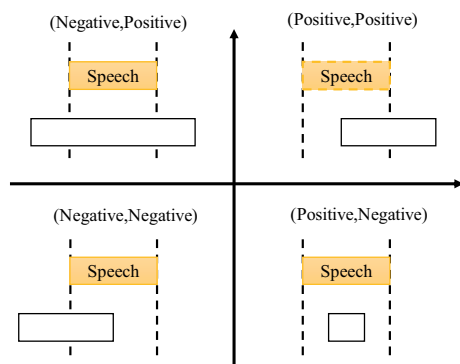 (Negative,Positive)
(Positive,Positive)
Speech
Speech
(Negative,Negative)
(Positive,Negative)
Speech
Speech